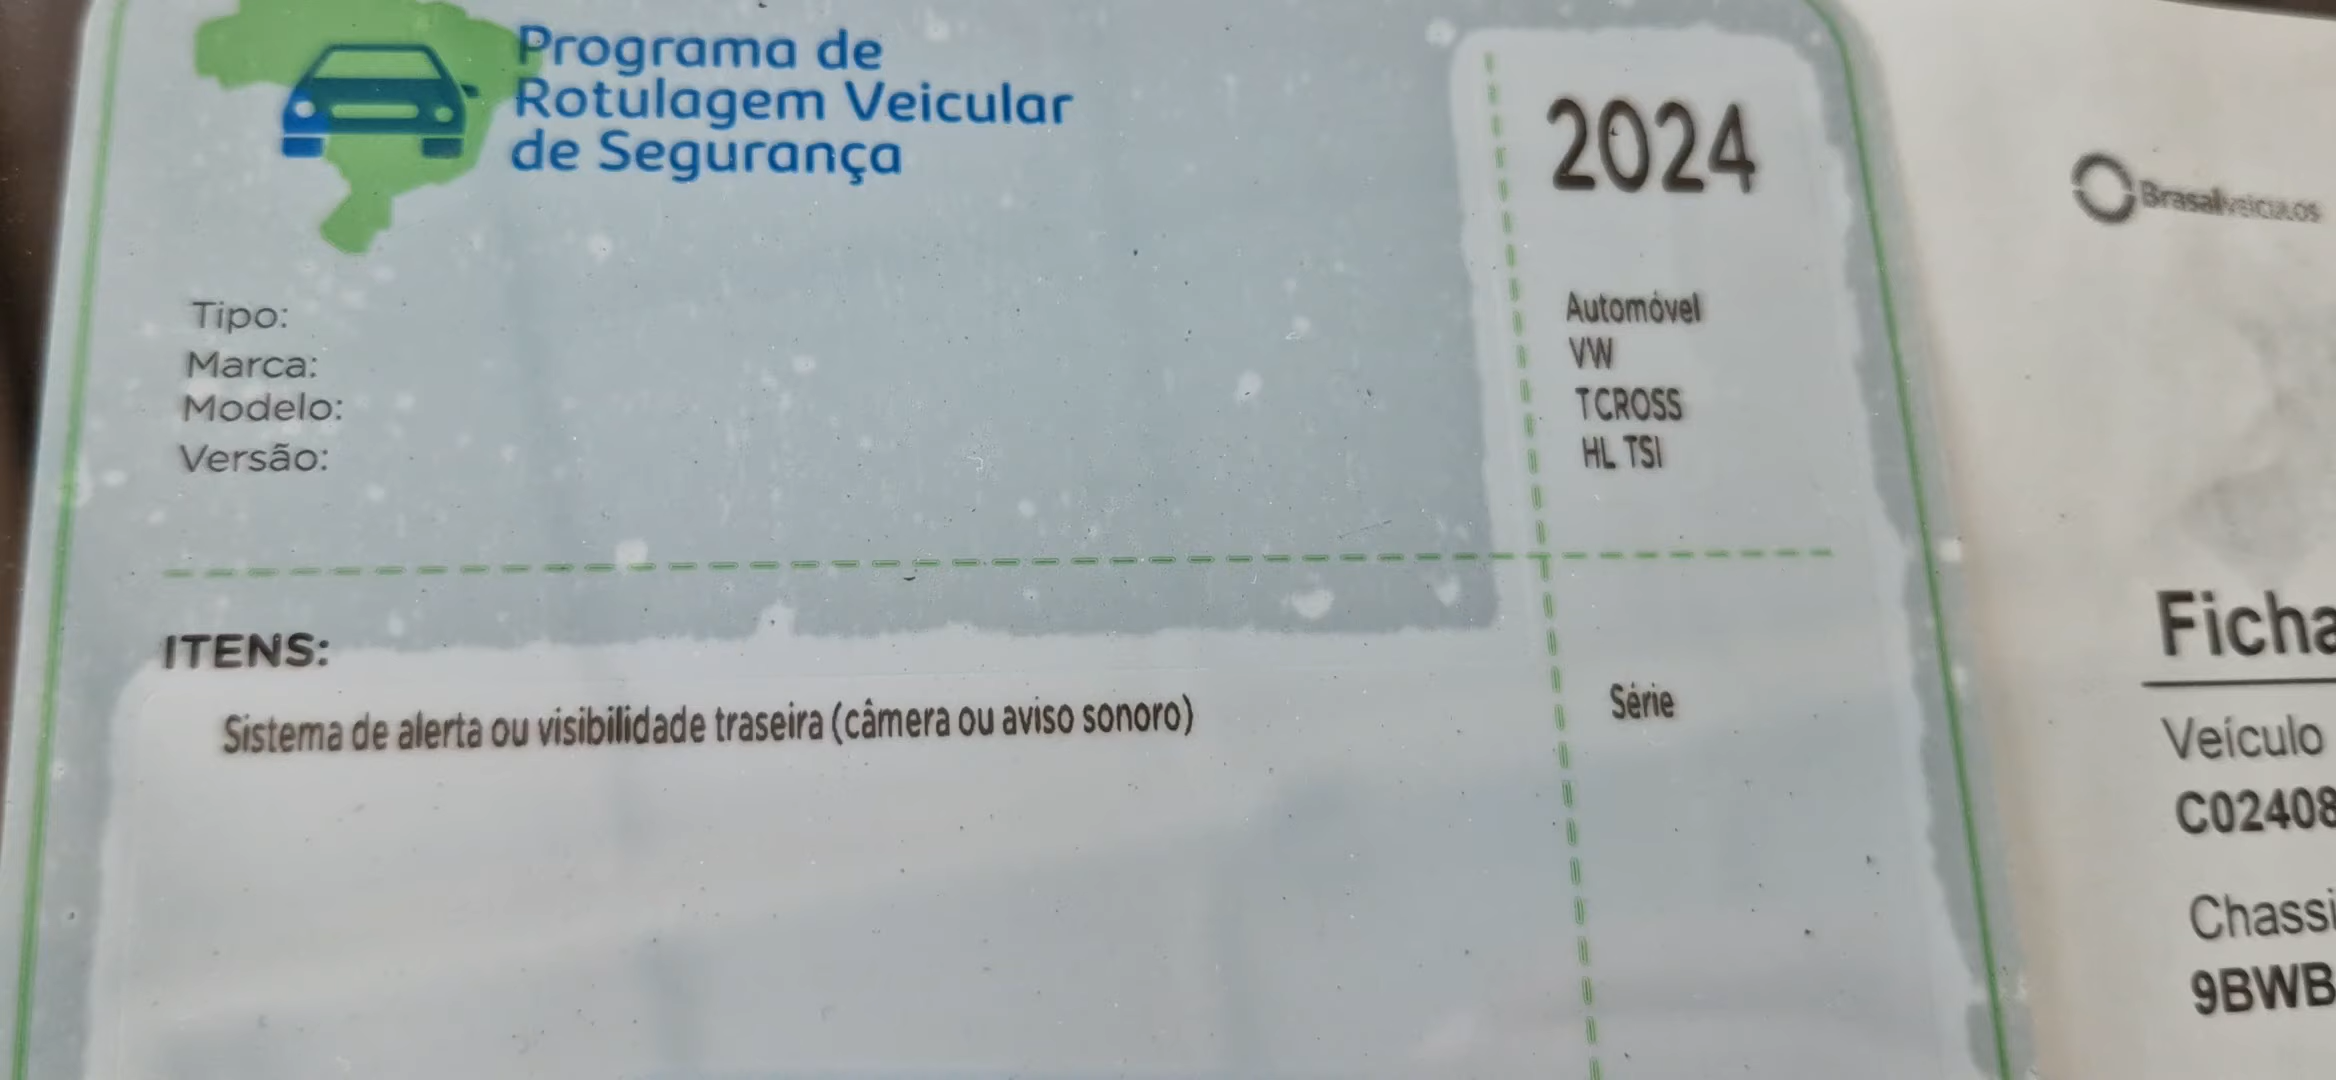 Programa de
Rotulagem Veicular
de Segurança
2024
Tipo: Automóvel
Marca: VW
Modelo: TCROSS
Versão: HL TSI
ITENS:
Sistema de alerta ou visibilidade traseira (câmera ou aviso sonoro) Série
Brasalveículos
Ficha
Veículo
C02408
Chassi
9BWB